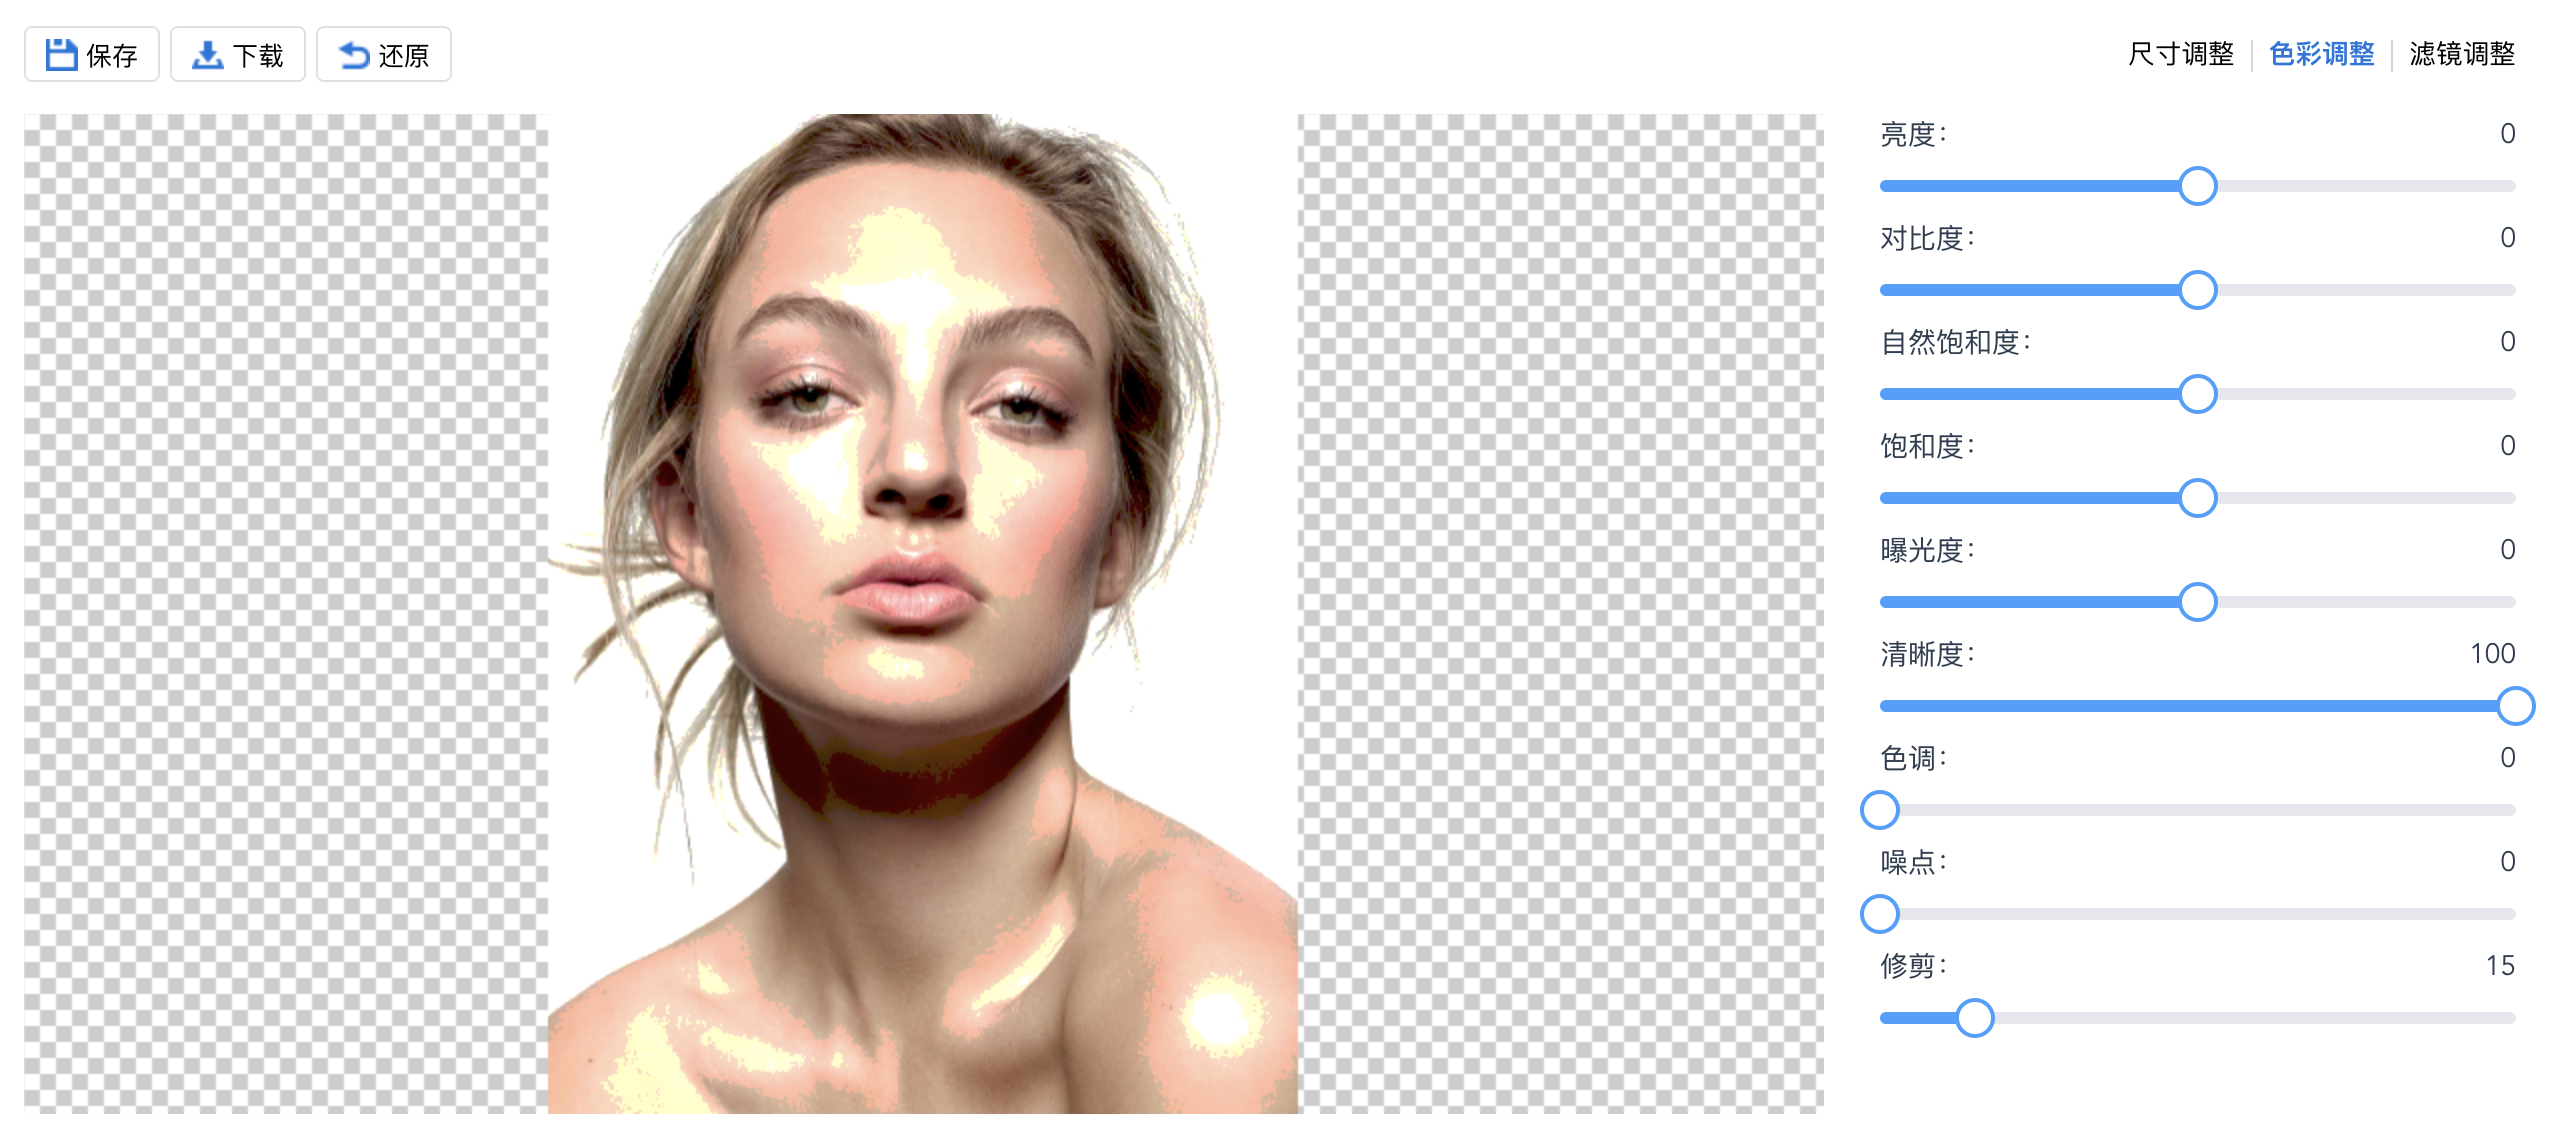 保存 下载 还原 尺寸调整 色彩调整 滤镜调整
亮度: 0
对比度: 0
自然饱和度: 0
饱和度: 0
曝光度: 0
清晰度: 100
色调: 0
噪点: 0
修剪: 15